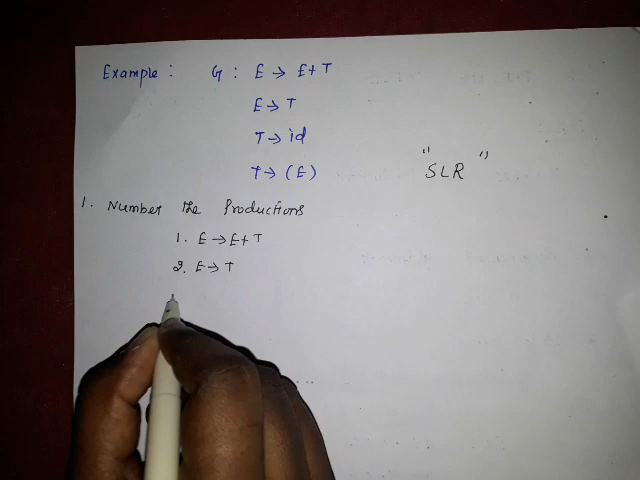 Example : G : E → E+T
E → T
T → id
T → (E)
"SLR"
1. Number the Productions
1. E → E+T
2. E → T